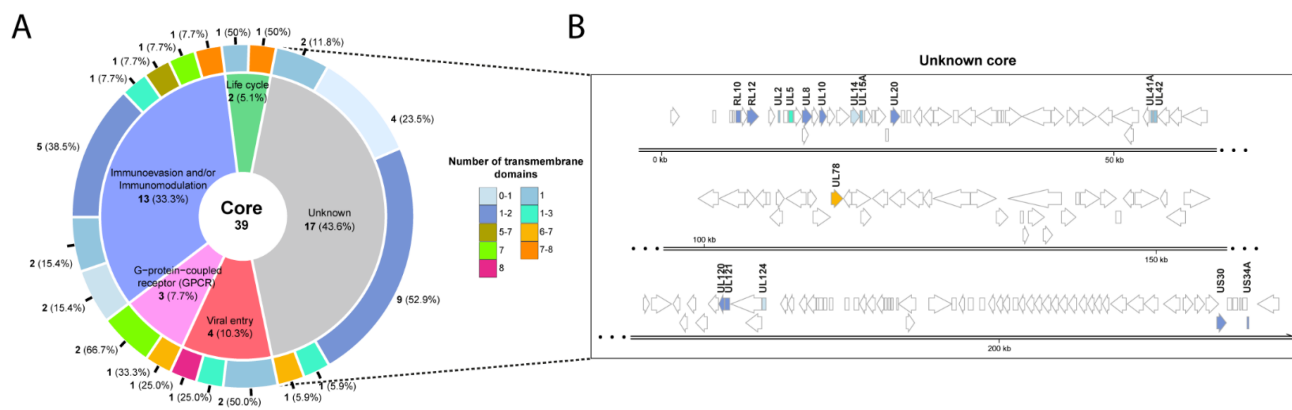 A
B
1 (7.7%)
1 (50%)
1 (50%)
1 (7.7%)
2 (11.8%)
1 (7.7%)
1 (7.7%)
Life cycle
2 (5.1%)
4 (23.5%)
5 (38.5%)
Immunoevasion and/or
Immunomodulation
13 (33.3%)
Core
39
Unknown
17 (43.6%)
2 (15.4%)
G-protein-coupled
receptor (GPCR)
3 (7.7%)
2 (15.4%)
Viral entry
4 (10.3%)
9 (52.9%)
2 (66.7%)
1 (33.3%)
1 (25.0%)
1 (25.0%)
2 (50.0%)
1 (5.9%)
1 (5.9%)
Number of transmembrane
domains
0-1
1
1-2
1-3
5-7
6-7
7
7-8
8
Unknown core
RL10
RL12
UL2
UL5
UL8
UL10
UL14
UL15A
UL20
UL41A
UL42
0 kb
50 kb
UL78
100 kb
150 kb
UL120
UL121
UL124
US30
US34A
200 kb